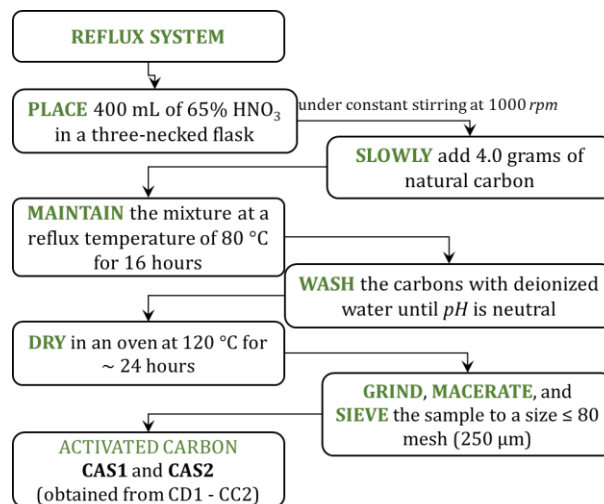 REFLUX SYSTEM
PLACE 400 mL of 65% HNO₃
in a three-necked flask
under constant stirring at 1000 rpm
SLOWLY add 4.0 grams of
natural carbon
MAINTAIN the mixture at a
reflux temperature of 80 °C
for 16 hours
WASH the carbons with deionized
water until pH is neutral
DRY in an oven at 120 °C for
~ 24 hours
GRIND, MACERATE, and
SIEVE the sample to a size ≤ 80
mesh (250 µm)
ACTIVATED CARBON
CAS1 and CAS2
(obtained from CD1 - CC2)